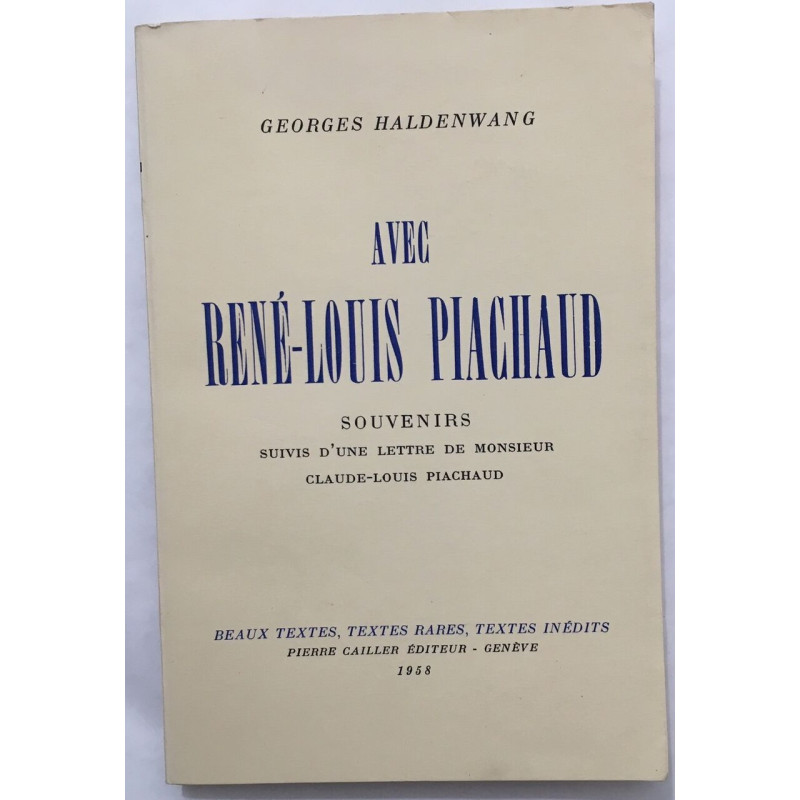 GEORGES HALDENWANG
AVEC
RENÉ-LOUIS PIACHAUD
SOUVENIRS
SUIVIS D'UNE LETTRE DE MONSIEUR
CLAUDE-LOUIS PIACHAUD
BEAUX TEXTES, TEXTES RARES, TEXTES INÉDITS
PIERRE CAILLER ÉDITEUR - GENÈVE
1958